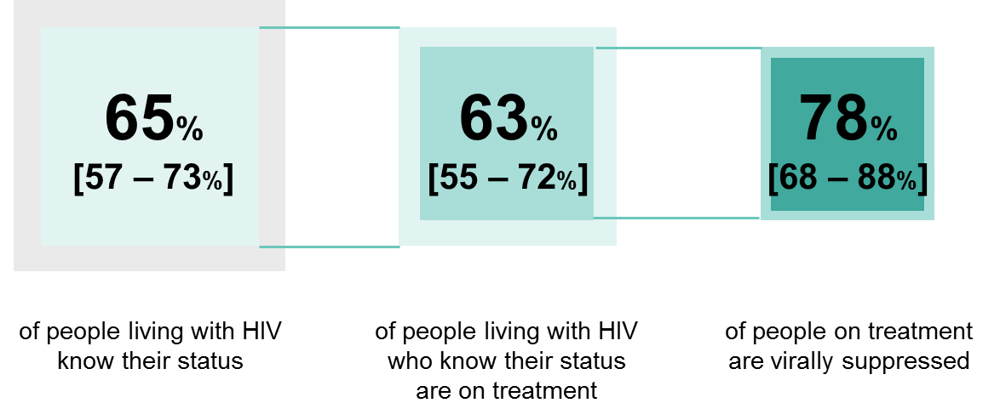 65%
[57 – 73%]
of people living with HIV
know their status
63%
[55 – 72%]
of people living with HIV
who know their status
are on treatment
78%
[68 – 88%]
of people on treatment
are virally suppressed